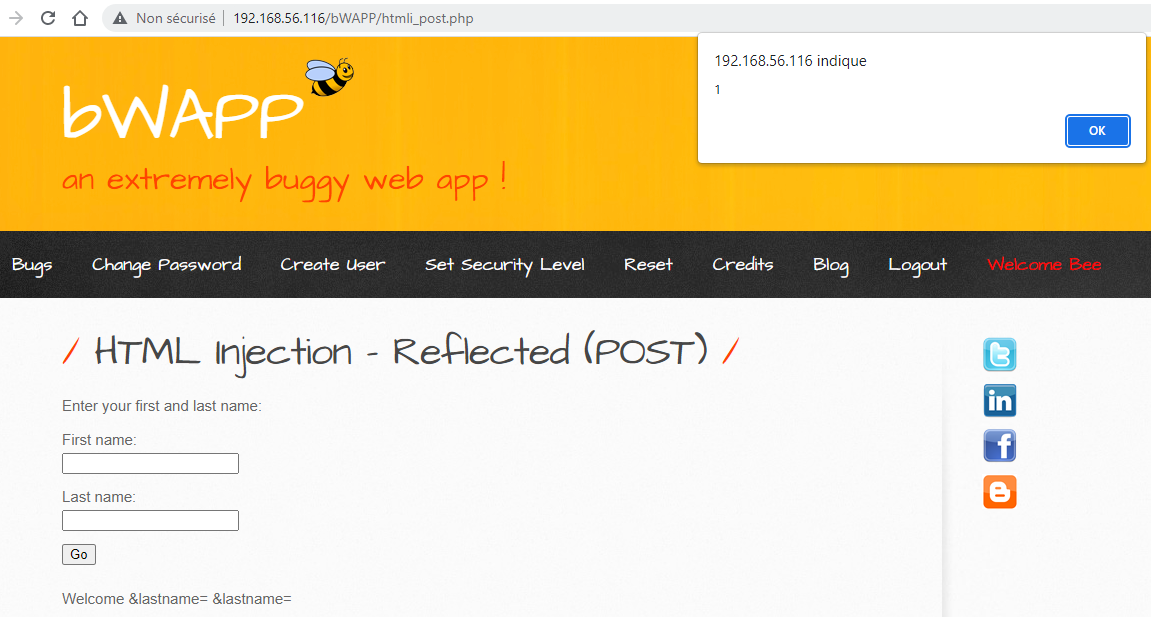 Non sécurisé | 192.168.56.116/bWAPP/htmli_post.php
192.168.56.116 indique
1
OK
bWAPP
an extremely buggy web app !
Bugs Change Password Create User Set Security Level Reset Credits Blog Logout Welcome Bee
/ HTML Injection - Reflected (POST) /
Enter your first and last name:
First name:
Last name:
Go
Welcome &lastname= &lastname=